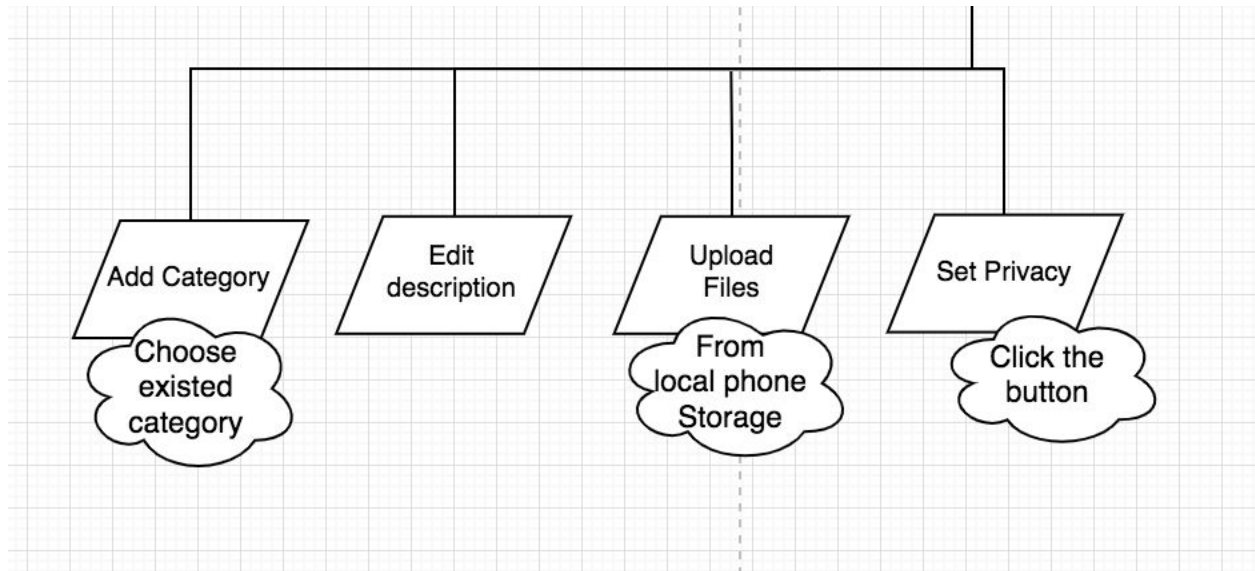 Add Category
Choose
existed
category
Edit
description
Upload
Files
From
local phone
Storage
Set Privacy
Click the
button